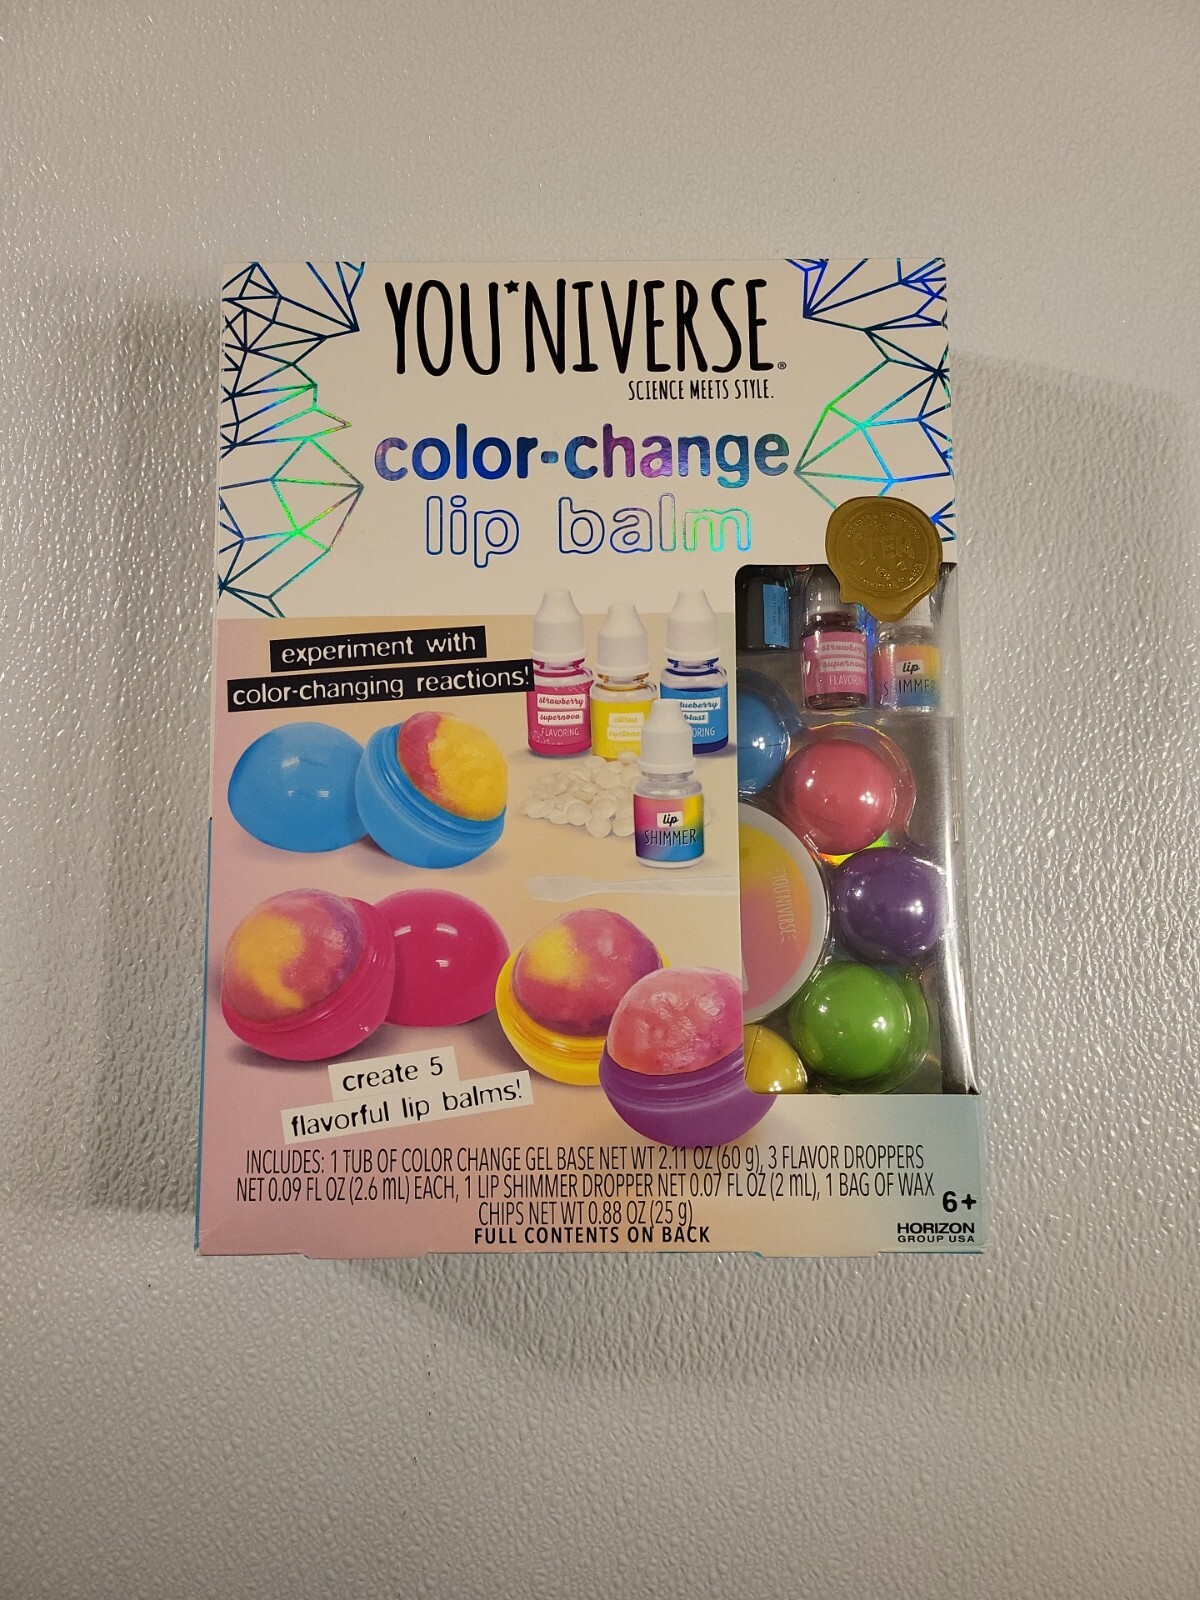 YOU*NIVERSE®
SCIENCE MEETS STYLE.
color-change
lip balm
STEM
experiment with
color-changing reactions!
strawberry
supernova
FLAVORING
citrus
cyclone
blueberry
blast
lip
SHIMMER
strawberry
supernova
FLAVORING
lip
SHIMMER
YOU*NIVERSE
create 5
flavorful lip balms!
INCLUDES: 1 TUB OF COLOR CHANGE GEL BASE NET WT 2.11 OZ (60 g), 3 FLAVOR DROPPERS
NET 0.09 FL OZ (2.6 mL) EACH, 1 LIP SHIMMER DROPPER NET 0.07 FL OZ (2 mL), 1 BAG OF WAX
CHIPS NET WT 0.88 OZ (25 g)
FULL CONTENTS ON BACK
6+
HORIZON
GROUP USA